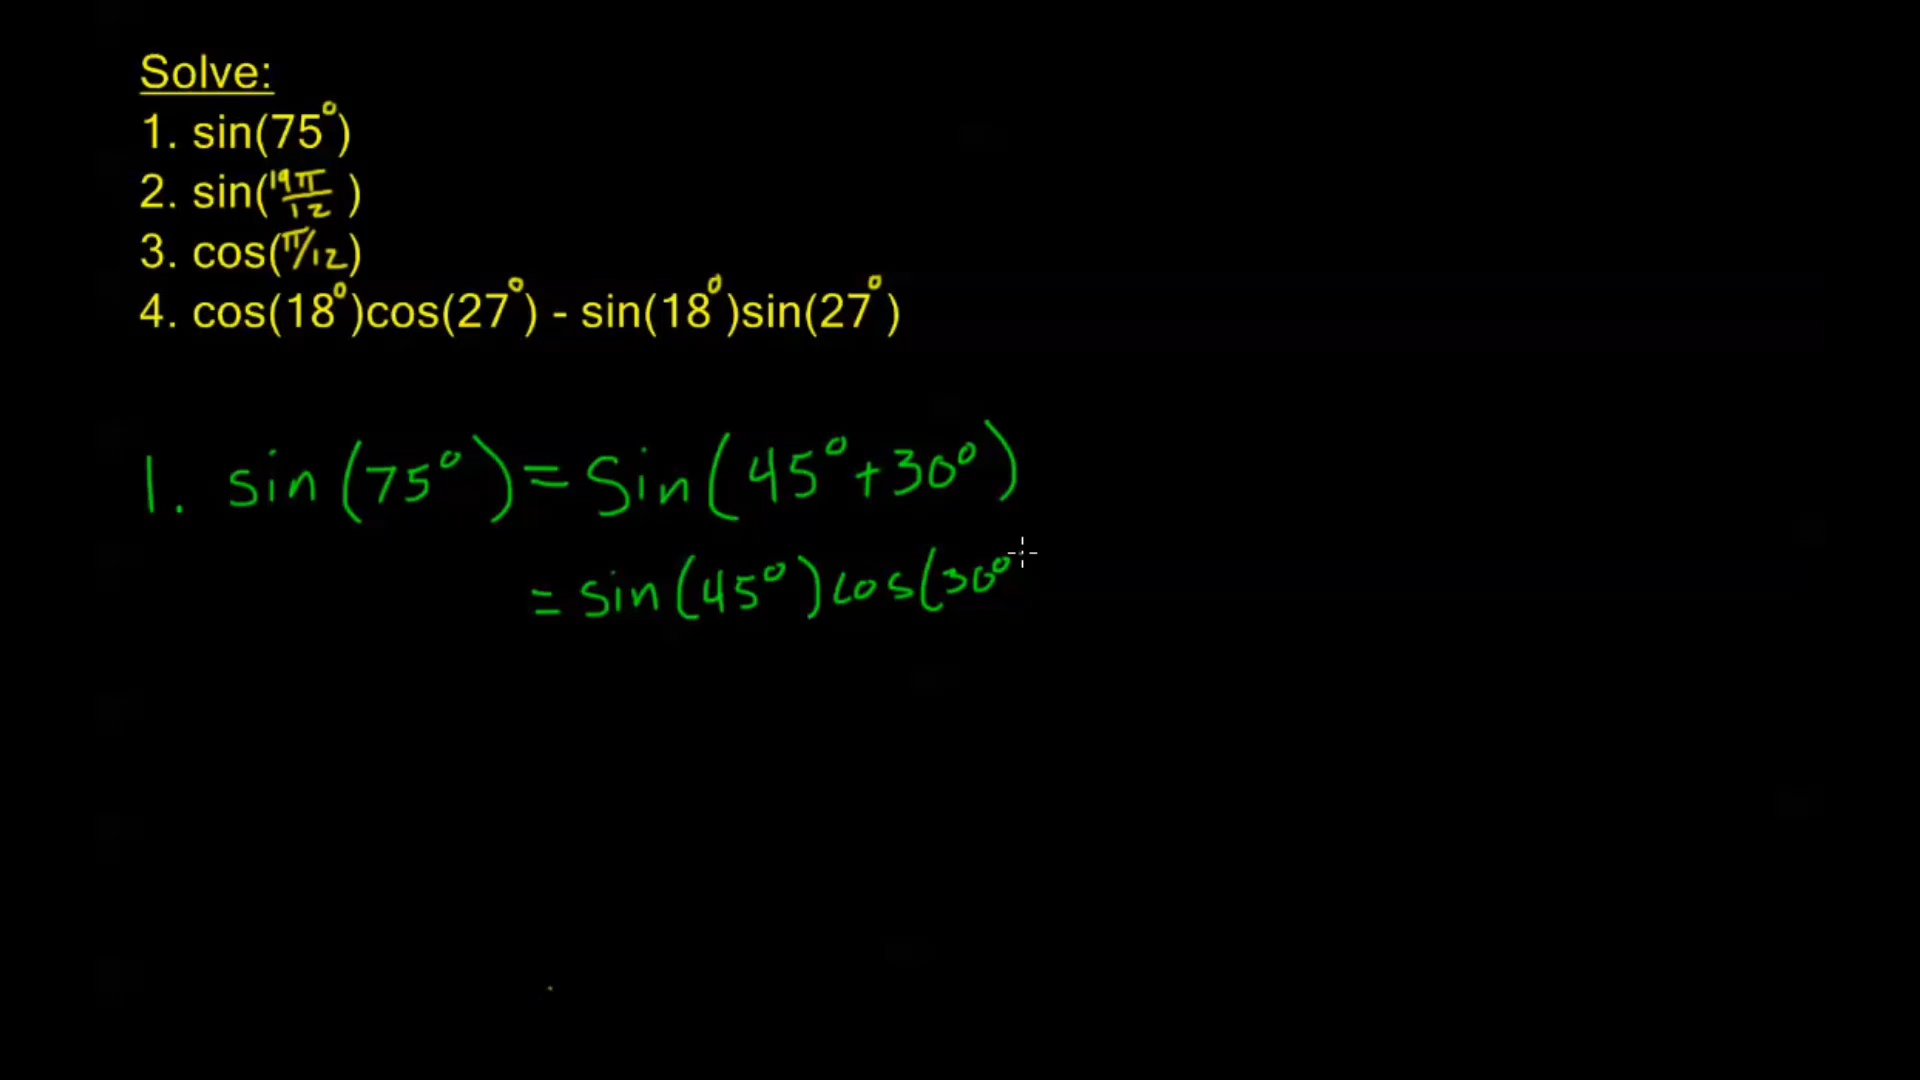 Solve:
1. sin(75°)
2. sin(19π/12)
3. cos(π/12)
4. cos(18°)cos(27°) - sin(18°)sin(27°)
1. sin(75°) = Sin(45°+30°)
= sin(45°)cos(30°